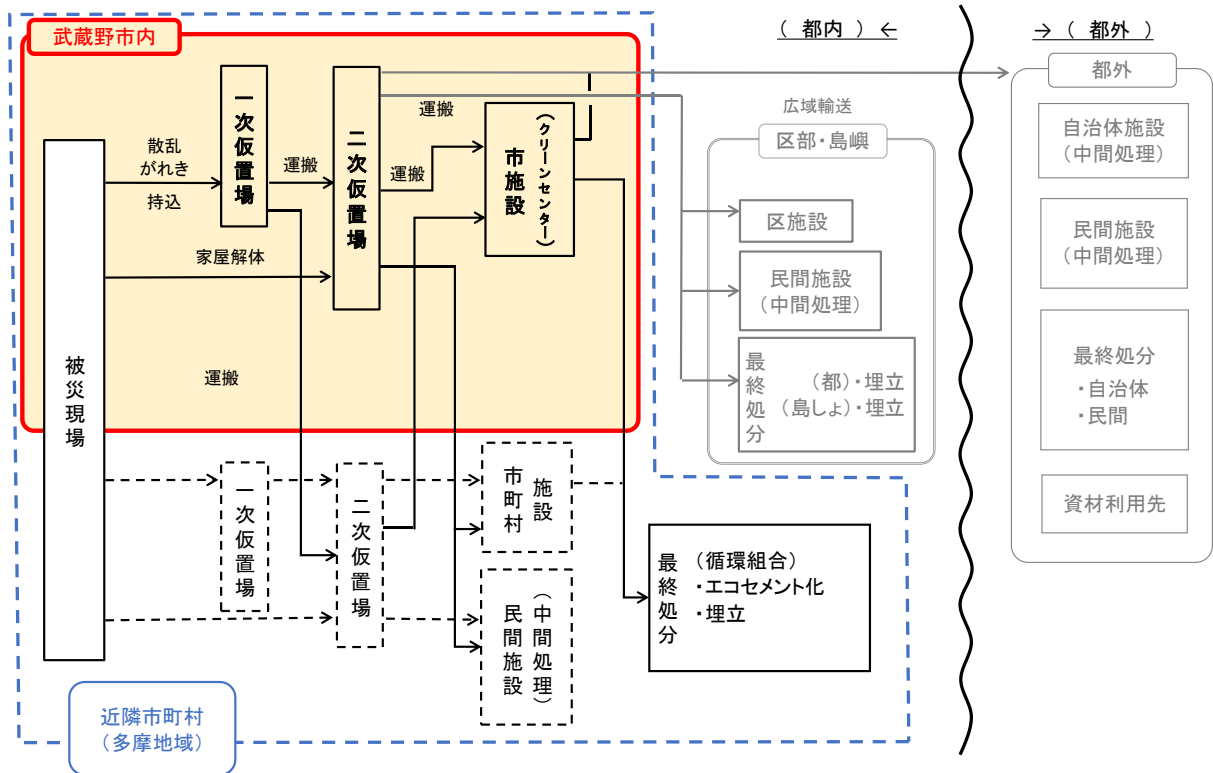 武蔵野市内
( 都内 ) ←
→ ( 都外 )
被災現場
散乱
がれき
持込
一次仮置場
運搬
二次仮置場
運搬
運搬
市施設
(クリーンセンター)
家屋解体
運搬
広域輸送
区部・島嶼
区施設
民間施設
(中間処理)
最終処分
(都)・埋立
(島しょ)・埋立
都外
自治体施設
(中間処理)
民間施設
(中間処理)
最終処分
・自治体
・民間
資材利用先
一次仮置場
二次仮置場
市町村
施設
民間施設
(中間処理)
最終処分
(循環組合)
・エコセメント化
・埋立
近隣市町村
(多摩地域)